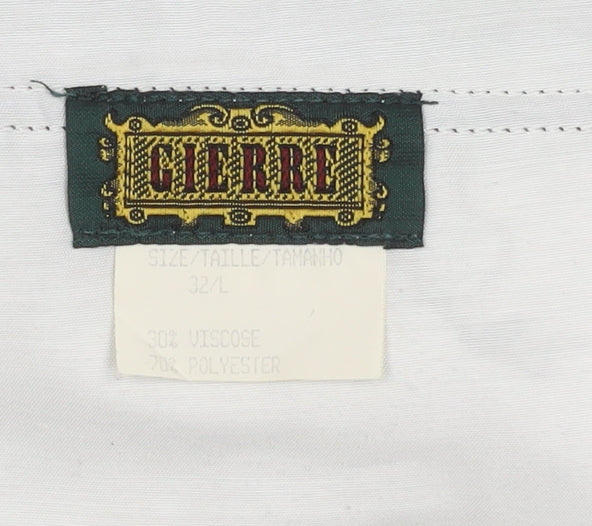 GIERRE
SIZE/TAILLE/TAMANHO
32/L
30% VISCOSE
70% POLYESTER